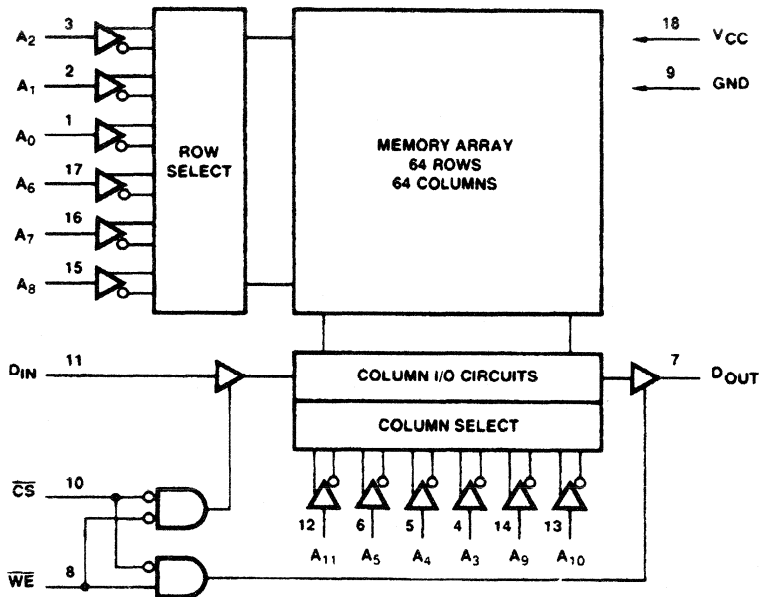 A2 3
A1 2
A0 1
A6 17
A7 16
A8 15
ROW
SELECT
MEMORY ARRAY
64 ROWS
64 COLUMNS
18 VCC
9 GND
DIN 11
COLUMN I/O CIRCUITS
7 DOUT
COLUMN SELECT
C̅S̅ 10
W̅E̅ 8
12 6 5 4 14 13
A11 A5 A4 A3 A9 A10